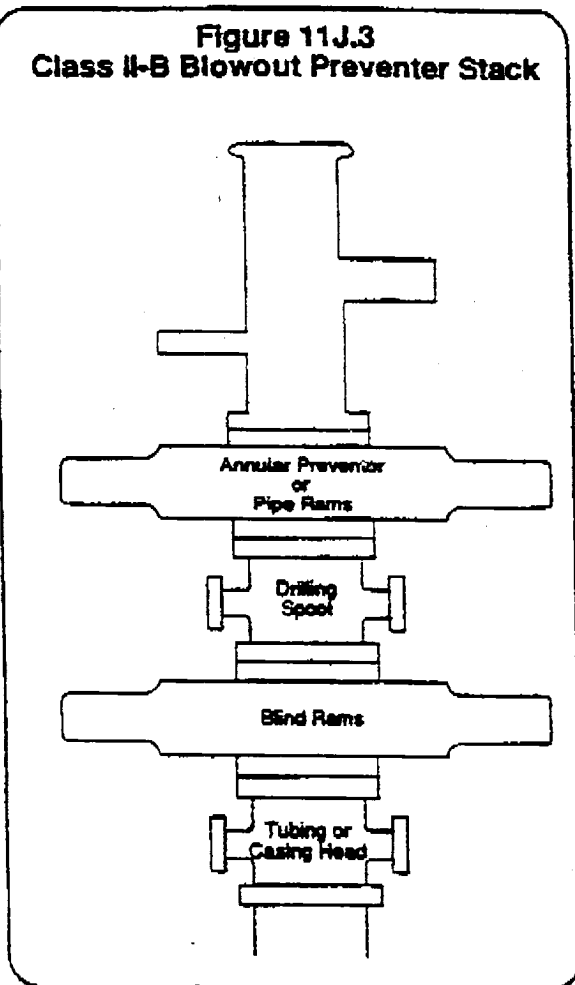 Figure 11J.3
Class II-B Blowout Preventer Stack
Annular Preventor
or
Pipe Rams
Drilling
Spool
Blind Rams
Tubing or
Casing Head